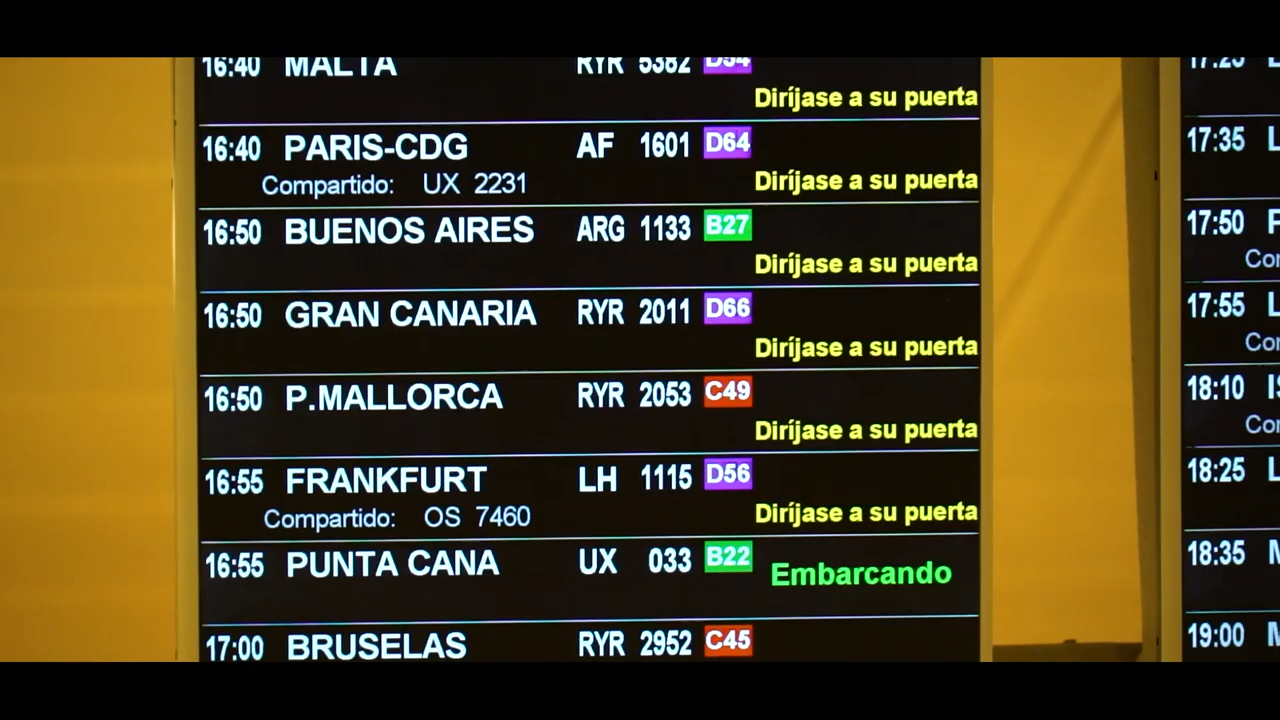 16:40 MALTA RYR 5382 D54
Diríjase a su puerta
16:40 PARIS-CDG AF 1601 D64
Compartido: UX 2231
Diríjase a su puerta
16:50 BUENOS AIRES ARG 1133 B27
Diríjase a su puerta
16:50 GRAN CANARIA RYR 2011 D66
Diríjase a su puerta
16:50 P.MALLORCA RYR 2053 C49
Diríjase a su puerta
16:55 FRANKFURT LH 1115 D56
Compartido: OS 7460
Diríjase a su puerta
16:55 PUNTA CANA UX 033 B22
Embarcando
17:00 BRUSELAS RYR 2952 C45
17:25
17:35
17:50
17:55
18:10
18:25
18:35
19:00